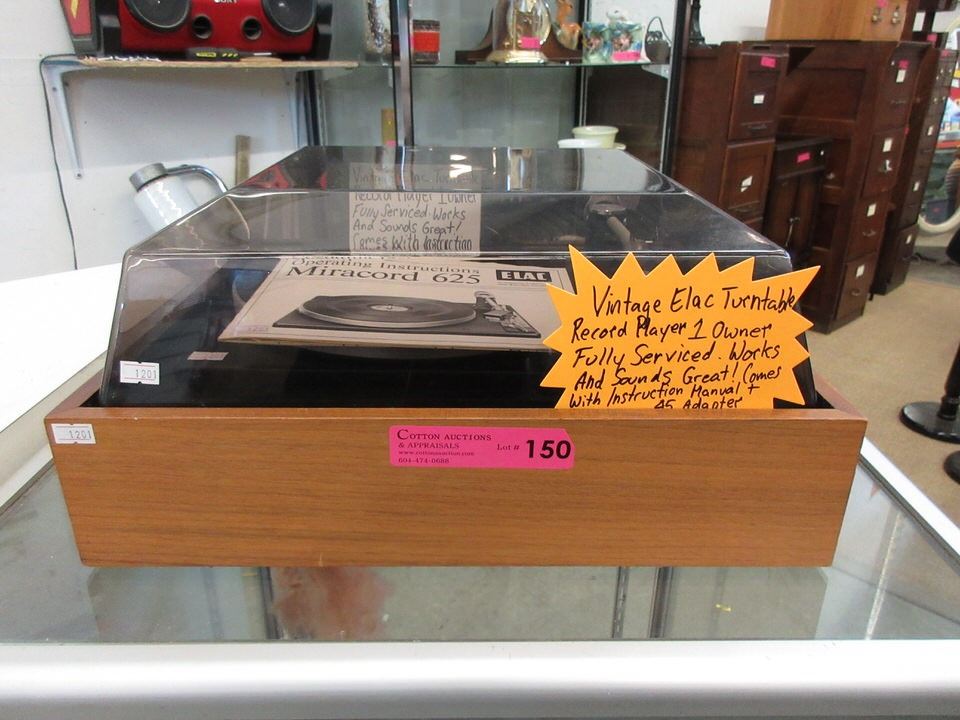 Vintage Elac Turntable
Record Player 1 Owner
Fully Serviced. Works
And Sounds Great! Comes
With Instruction Manual +
45 Adapter
Operating Instructions
Miracord 625
ELAC
Record Player 1 Owner
Fully Serviced. Works
And Sounds Great!
Comes With Instruction
1201
1201
COTTON AUCTIONS
& APPRAISALS
www.cottonauction.com
604-474-0688
Lot # 150